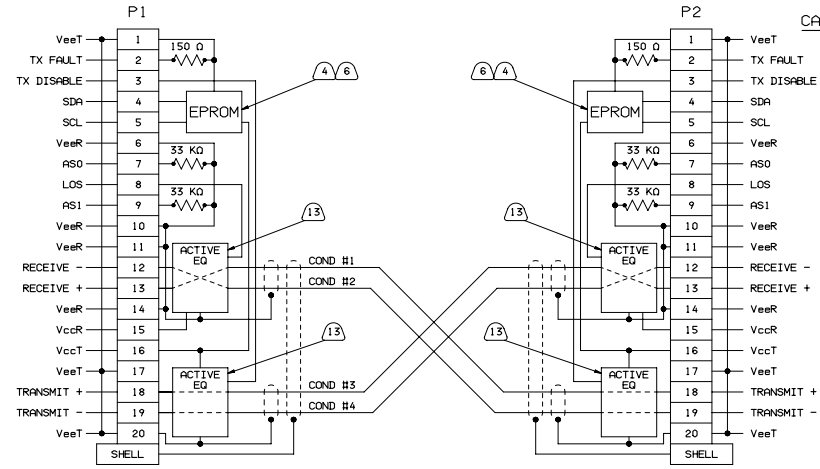 P1 P2
CA
VeeT 1 1 VeeT
150 Ω 150 Ω
TX FAULT 2 2 TX FAULT
TX DISABLE 3 4 6 6 4 3 TX DISABLE
SDA 4 4 SDA
EPROM EPROM
SCL 5 5 SCL
VeeR 6 6 VeeR
33 KΩ 33 KΩ
AS0 7 7 AS0
LOS 8 8 LOS
33 KΩ 33 KΩ
AS1 9 13 13 9 AS1
VeeR 10 10 VeeR
VeeR 11 ACTIVE EQ ACTIVE EQ 11 VeeR
RECEIVE - 12 COND #1 12 RECEIVE -
RECEIVE + 13 COND #2 13 RECEIVE +
VeeR 14 14 VeeR
VccR 15 13 13 15 VccR
VccT 16 16 VccT
VeeT 17 ACTIVE EQ ACTIVE EQ 17 VeeT
TRANSMIT + 18 COND #3 18 TRANSMIT +
TRANSMIT - 19 COND #4 19 TRANSMIT -
VeeT 20 20 VeeT
SHELL SHELL